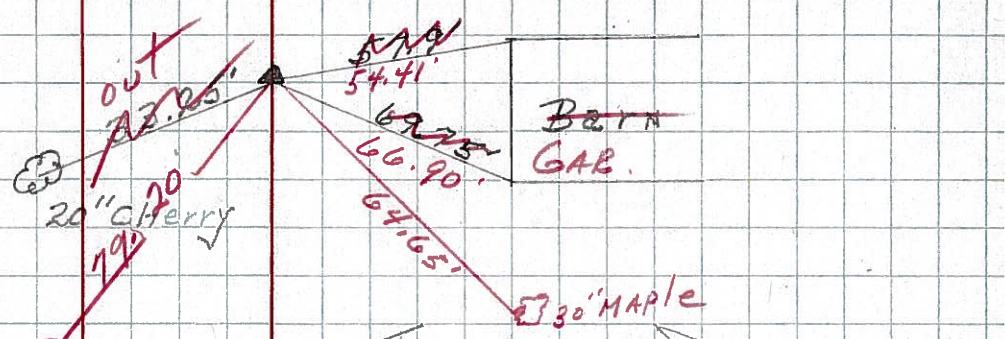 out
54.41'
66.90'
Barn
GAR.
20" Cherry
64.65'
79.20
30" MAPLE